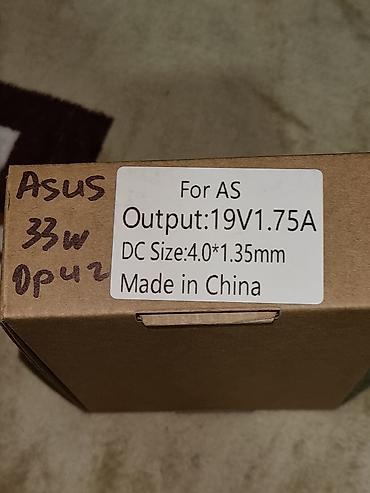 ASUS
33w
For AS
Output:19V1.75A
DC Size:4.0*1.35mm
Made in China